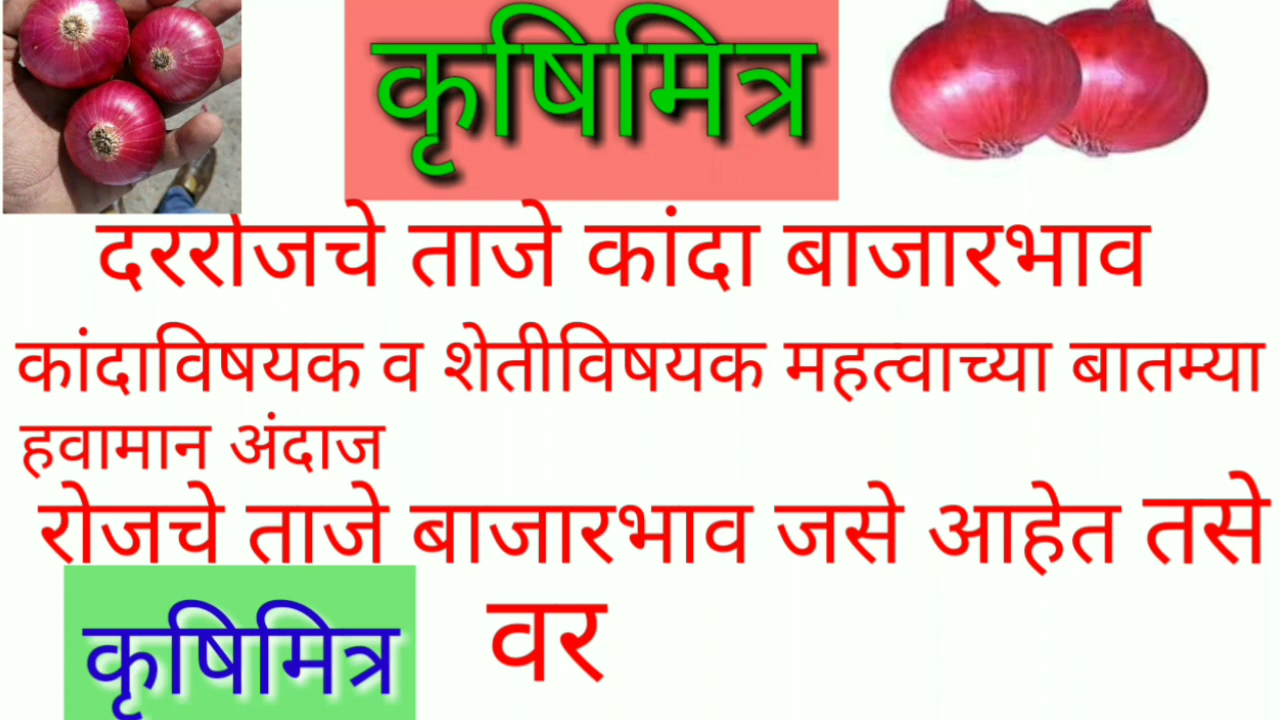 कृषिमित्र
दररोजचे ताजे कांदा बाजारभाव
कांदाविषयक व शेतीविषयक महत्वाच्या बातम्या
हवामान अंदाज
रोजचे ताजे बाजारभाव जसे आहेत तसे
कृषिमित्र वर